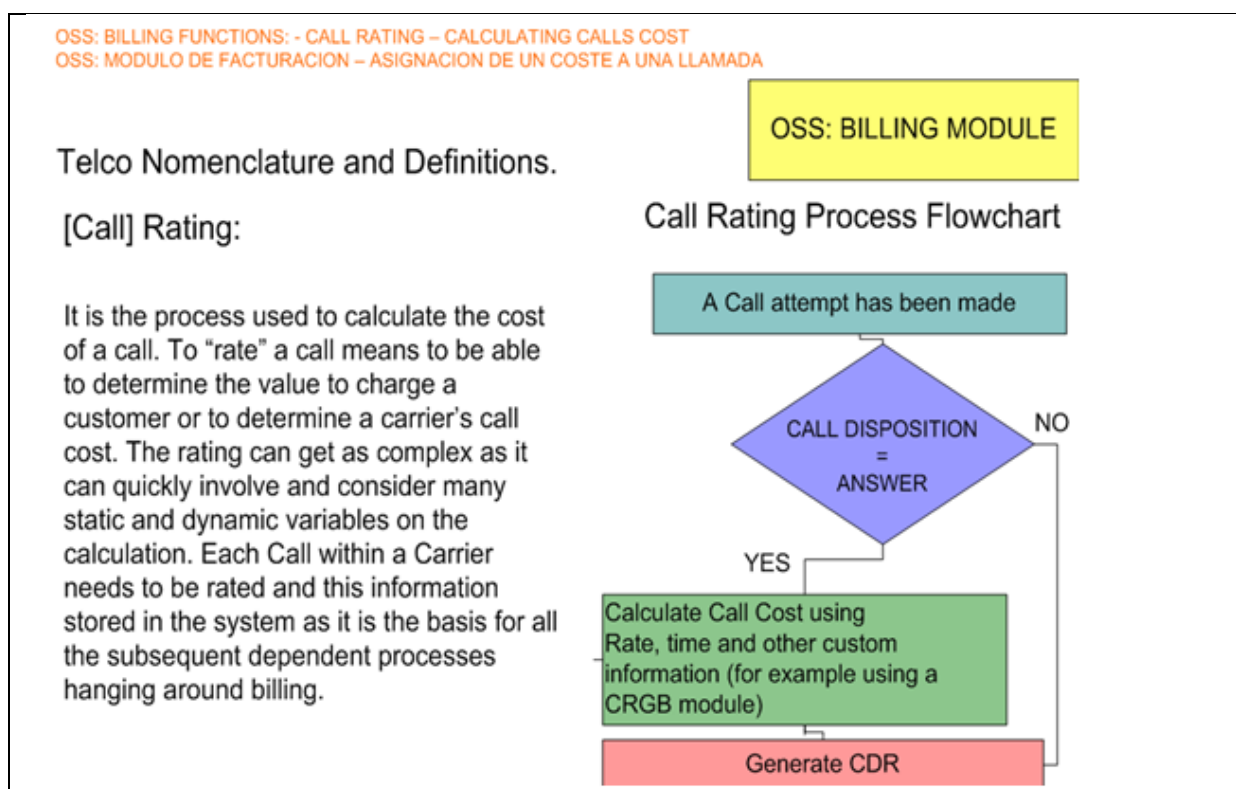 OSS: BILLING FUNCTIONS: - CALL RATING – CALCULATING CALLS COST
OSS: MODULO DE FACTURACION – ASIGNACION DE UN COSTE A UNA LLAMADA
OSS: BILLING MODULE
Telco Nomenclature and Definitions.
[Call] Rating:
It is the process used to calculate the cost
of a call. To “rate” a call means to be able
to determine the value to charge a
customer or to determine a carrier’s call
cost. The rating can get as complex as it
can quickly involve and consider many
static and dynamic variables on the
calculation. Each Call within a Carrier
needs to be rated and this information
stored in the system as it is the basis for all
the subsequent dependent processes
hanging around billing.
Call Rating Process Flowchart
A Call attempt has been made
CALL DISPOSITION
=
ANSWER
NO
YES
Calculate Call Cost using
Rate, time and other custom
information (for example using a
CRGB module)
Generate CDR